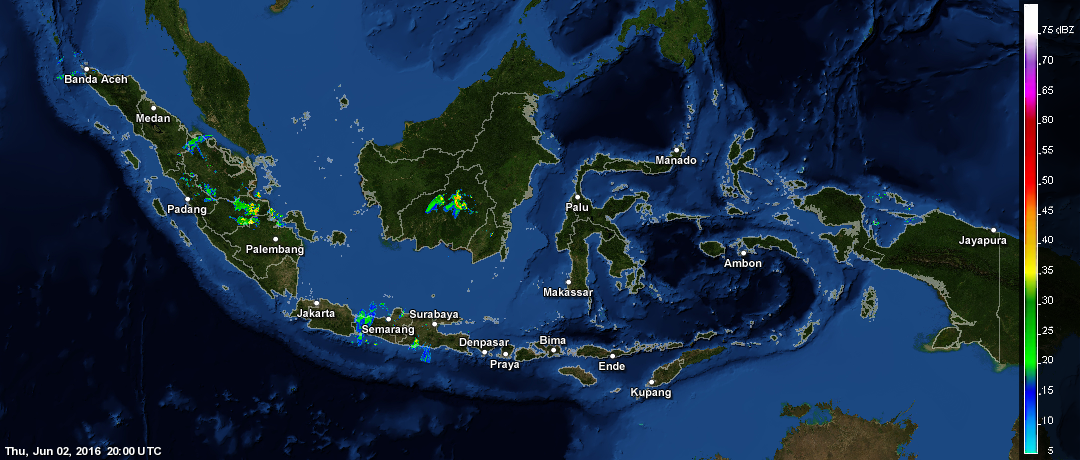 75 dBZ
70
65
60
55
50
45
40
35
30
25
20
15
10
5
Banda Aceh
Medan
Manado
Padang
Palu
Palembang
Jayapura
Ambon
Makassar
Jakarta
Surabaya
Semarang
Denpasar
Bima
Praya
Ende
Kupang
Thu, Jun 02, 2016 20:00 UTC